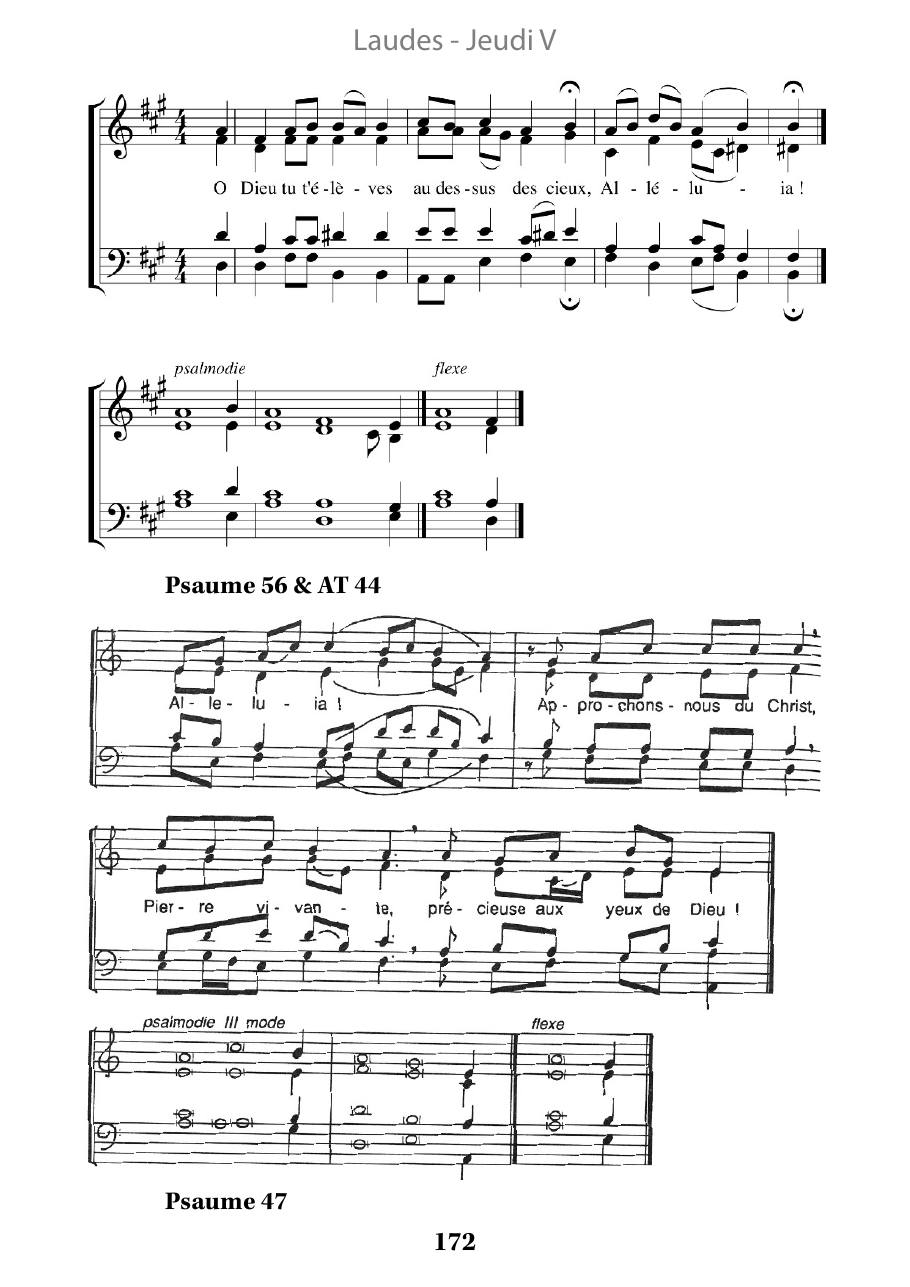 Laudes - Jeudi V
O Dieu tu t'é - lè - ves au des - sus des cieux, Al - lé - lu - ia !
psalmodie flexe
Psaume 56 & AT 44
Al - le - lu - ia ! Ap - pro - chons - nous du Christ,
Pier - re vi - van - te, pré - cieuse aux yeux de Dieu !
psalmodie III mode flexe
Psaume 47
172